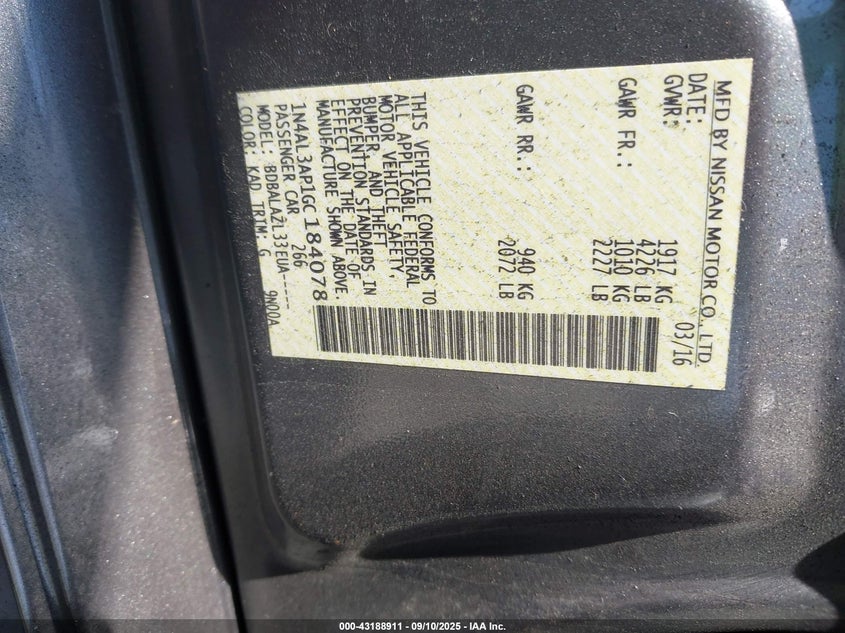 MFD BY NISSAN MOTOR CO., LTD
DATE: 03/16
GVWR: 1917 KG
4226 LB
GAWR FR.: 1010 KG
2227 LB
GAWR RR.: 940 KG
2072 LB
THIS VEHICLE CONFORMS TO
ALL APPLICABLE FEDERAL
MOTOR VEHICLE SAFETY,
BUMPER, AND THEFT
PREVENTION STANDARDS IN
EFFECT ON THE DATE OF
MANUFACTURE SHOWN ABOVE.
1N4AL3AP1GC184078
PASSENGER CAR 266
MODEL: BDBALAZL33EUA-----
COLOR: KAD TRIM: G 9N00A
000-43188911 - 09/10/2025 - IAA Inc.